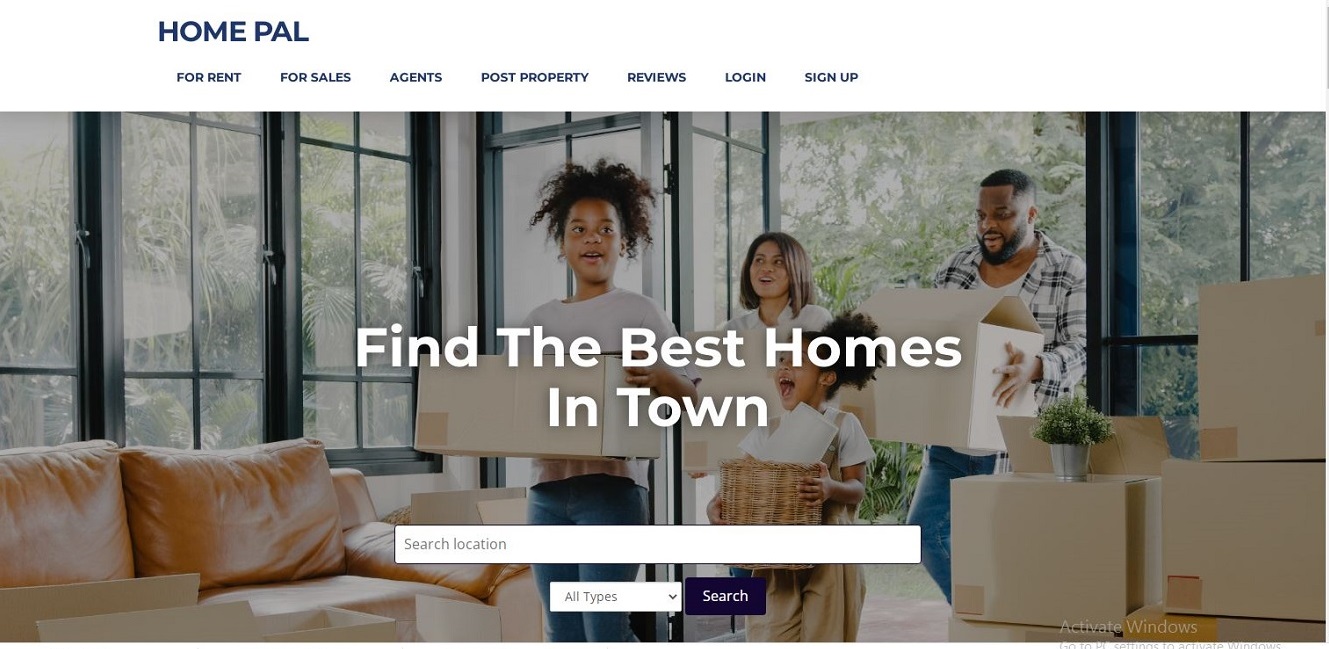 HOME PAL
FOR RENT FOR SALES AGENTS POST PROPERTY REVIEWS LOGIN SIGN UP
Find The Best Homes
In Town
Search location
All Types Search
Activate Windows
Go to PC settings to activate Windows.